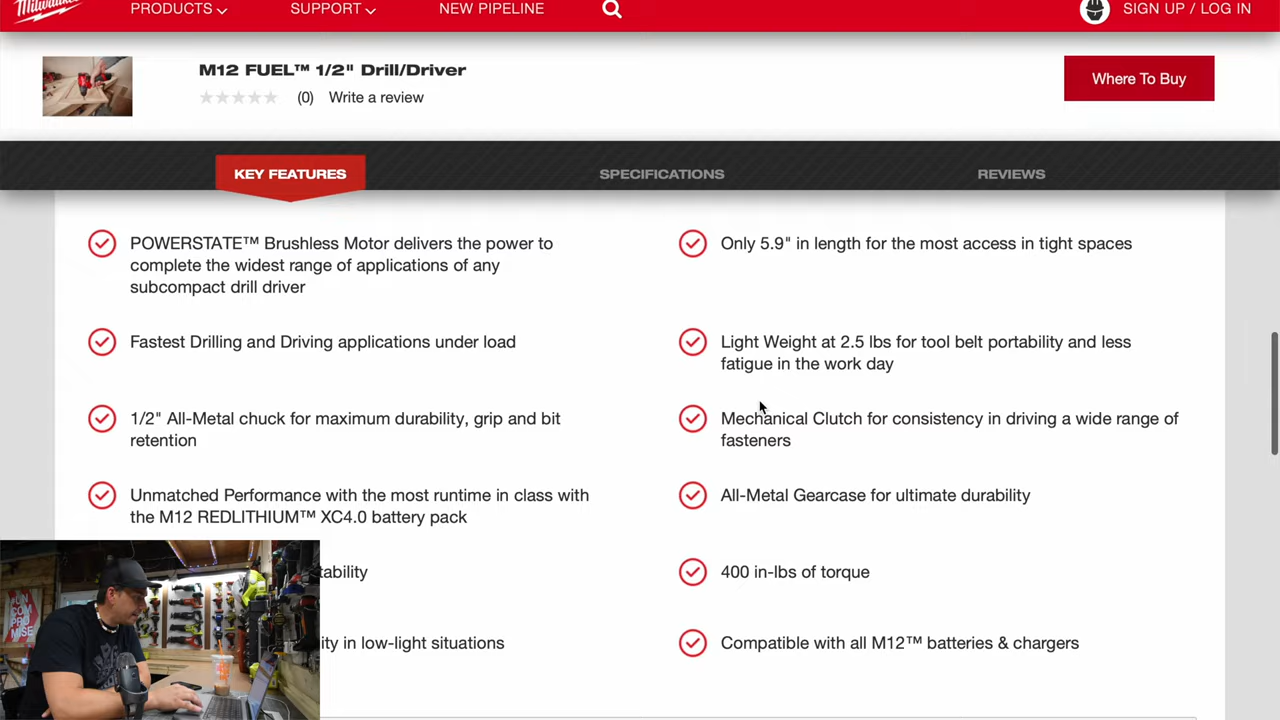 Milwaukee
PRODUCTS
SUPPORT
NEW PIPELINE
SIGN UP / LOG IN
M12 FUEL™ 1/2" Drill/Driver
(0) Write a review
Where To Buy
KEY FEATURES
SPECIFICATIONS
REVIEWS
POWERSTATE™ Brushless Motor delivers the power to
complete the widest range of applications of any
subcompact drill driver
Only 5.9" in length for the most access in tight spaces
Fastest Drilling and Driving applications under load
Light Weight at 2.5 lbs for tool belt portability and less
fatigue in the work day
1/2" All-Metal chuck for maximum durability, grip and bit
retention
Mechanical Clutch for consistency in driving a wide range of
fasteners
Unmatched Performance with the most runtime in class with
the M12 REDLITHIUM™ XC4.0 battery pack
All-Metal Gearcase for ultimate durability
tability
400 in-lbs of torque
ity in low-light situations
Compatible with all M12™ batteries & chargers